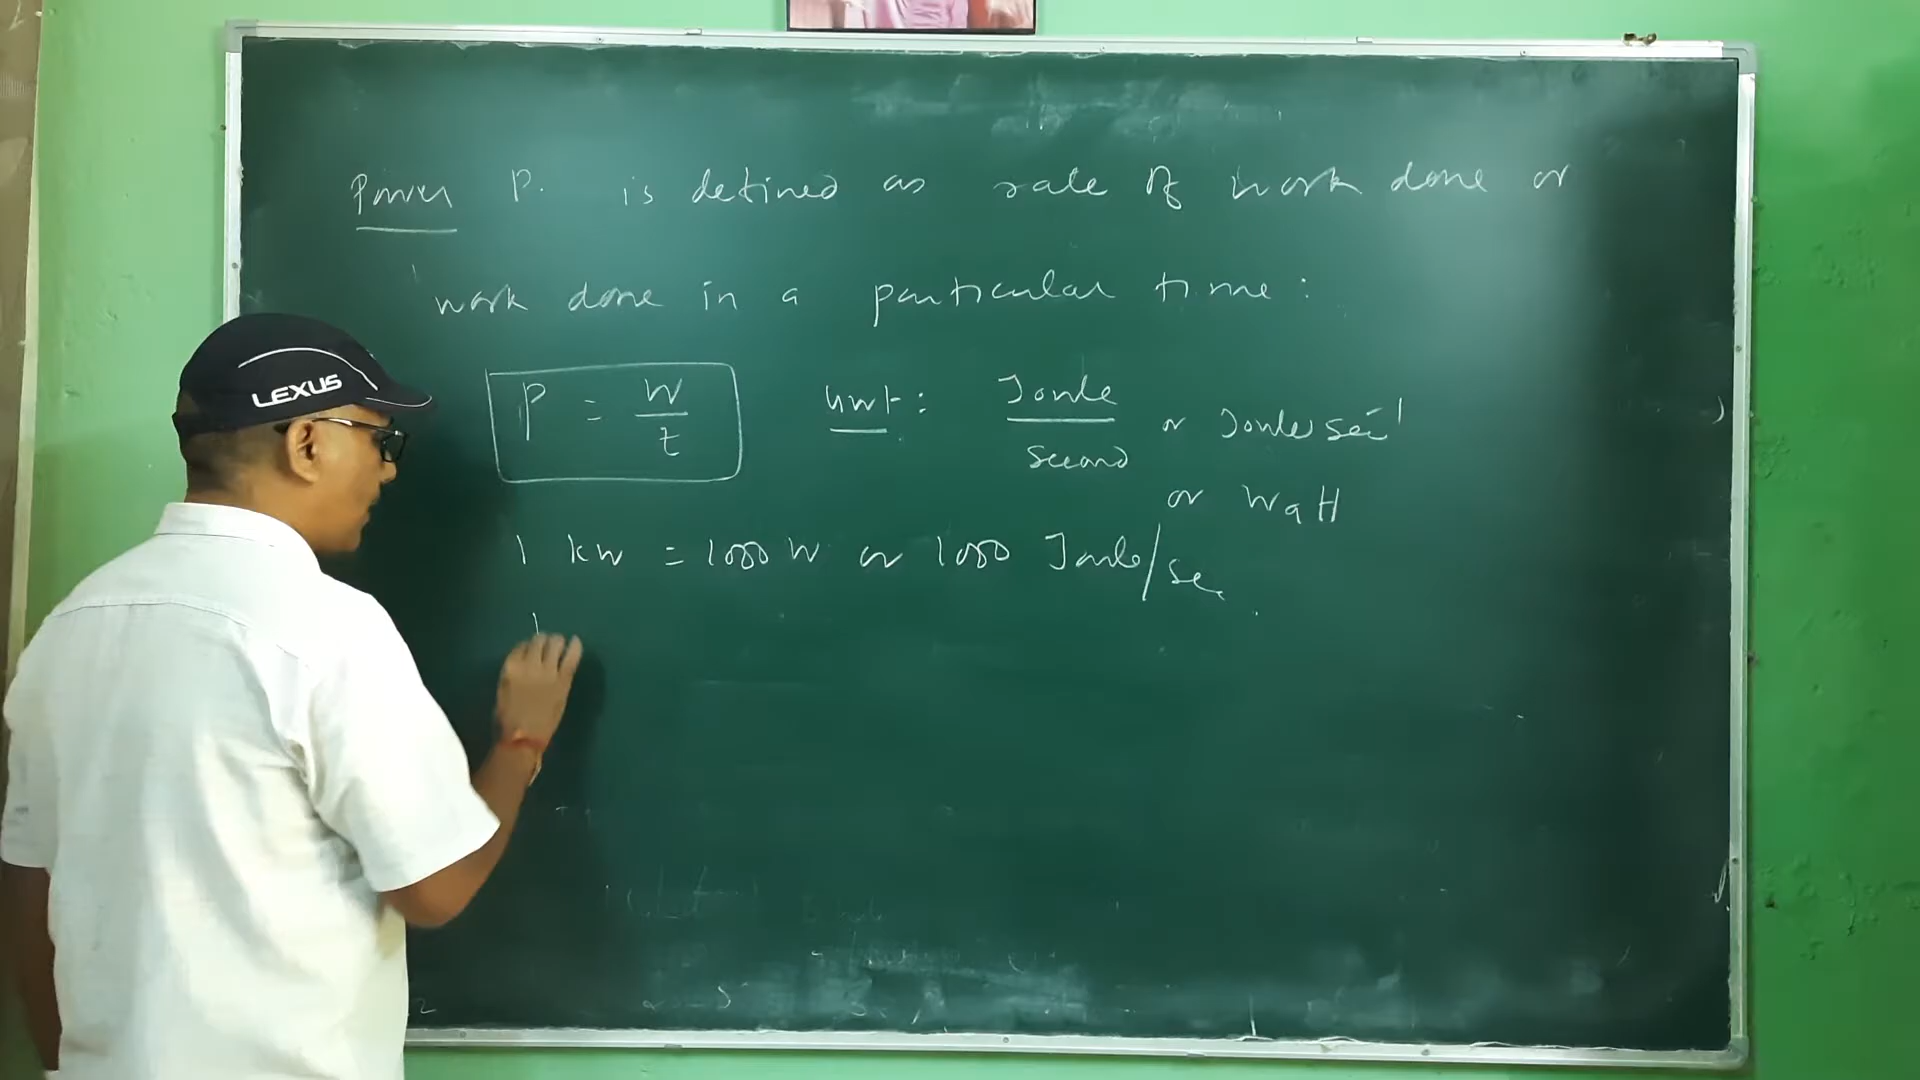 Power P. is defined as rate of work done or
work done in a particular time :
P = W/t unit : Joule/second or Joule sec⁻¹
or Watt
1 kW = 1000 W or 1000 Joule/sec
1
LEXUS